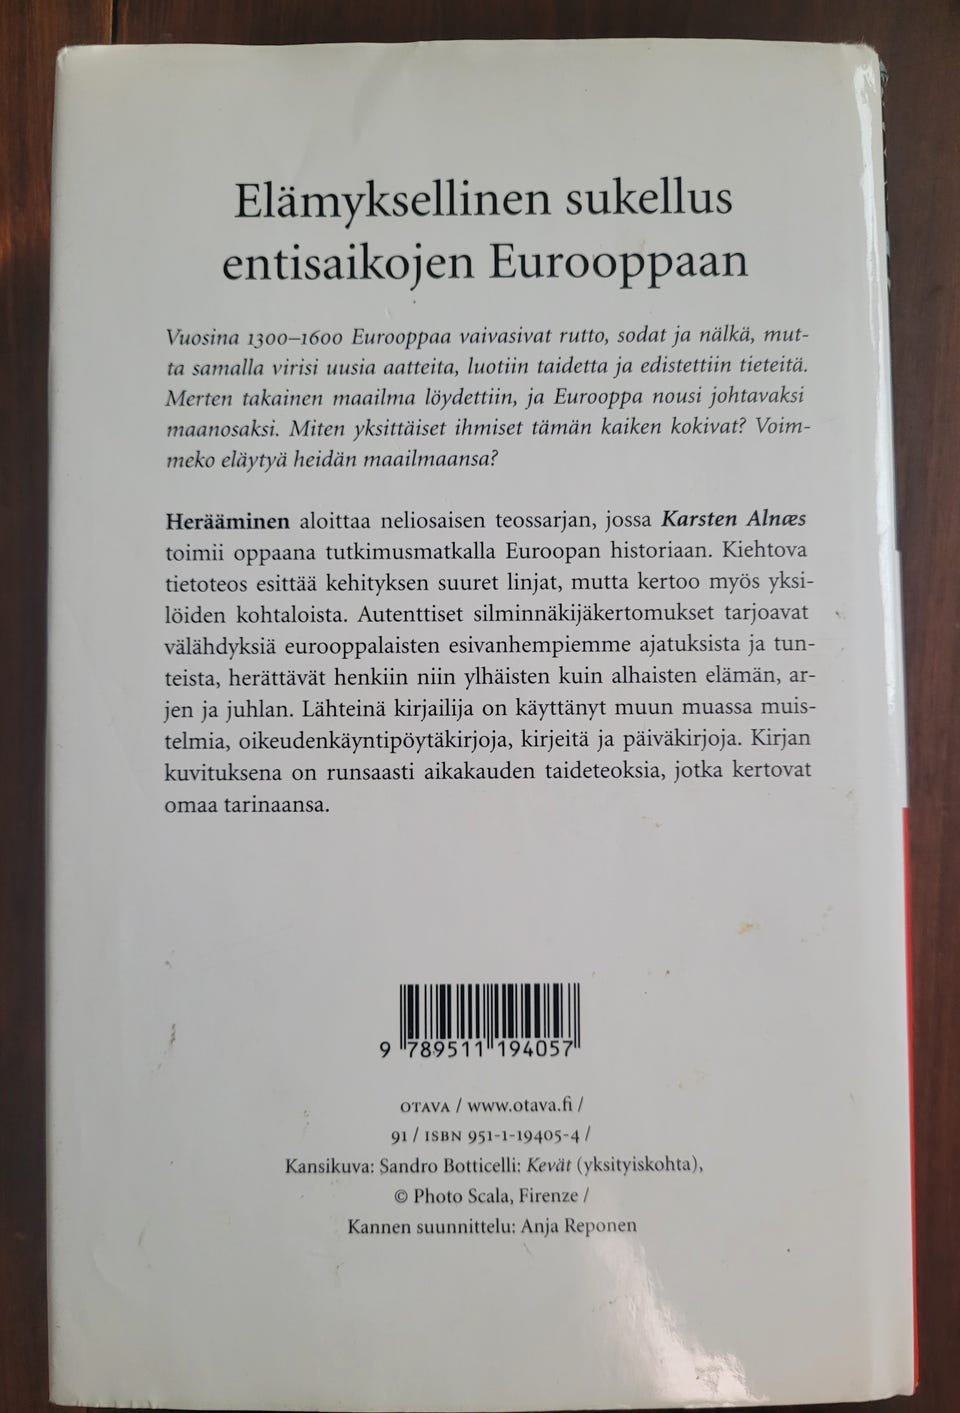 Elämyksellinen sukellus
entisaikojen Eurooppaan
Vuosina 1300–1600 Eurooppaa vaivasivat rutto, sodat ja nälkä, mut-
ta samalla virisi uusia aatteita, luotiin taidetta ja edistettiin tieteitä.
Merten takainen maailma löydettiin, ja Eurooppa nousi johtavaksi
maanosaksi. Miten yksittäiset ihmiset tämän kaiken kokivat? Voim-
meko eläytyä heidän maailmaansa?
Herääminen aloittaa neliosaisen teossarjan, jossa Karsten Alnæs
toimii oppaana tutkimusmatkalla Euroopan historiaan. Kiehtova
tietoteos esittää kehityksen suuret linjat, mutta kertoo myös yksi-
löiden kohtaloista. Autenttiset silminnäkijäkertomukset tarjoavat
välähdyksiä eurooppalaisten esivanhempiemme ajatuksista ja tun-
teista, herättävät henkiin niin ylhäisten kuin alhaisten elämän, ar-
jen ja juhlan. Lähteinä kirjailija on käyttänyt muun muassa muis-
telmia, oikeudenkäyntipöytäkirjoja, kirjeitä ja päiväkirjoja. Kirjan
kuvituksena on runsaasti aikakauden taideteoksia, jotka kertovat
omaa tarinaansa.
9 789511 194057
OTAVA / www.otava.fi /
91 / ISBN 951-1-19405-4 /
Kansikuva: Sandro Botticelli: Kevät (yksityiskohta),
© Photo Scala, Firenze /
Kannen suunnittelu: Anja Reponen